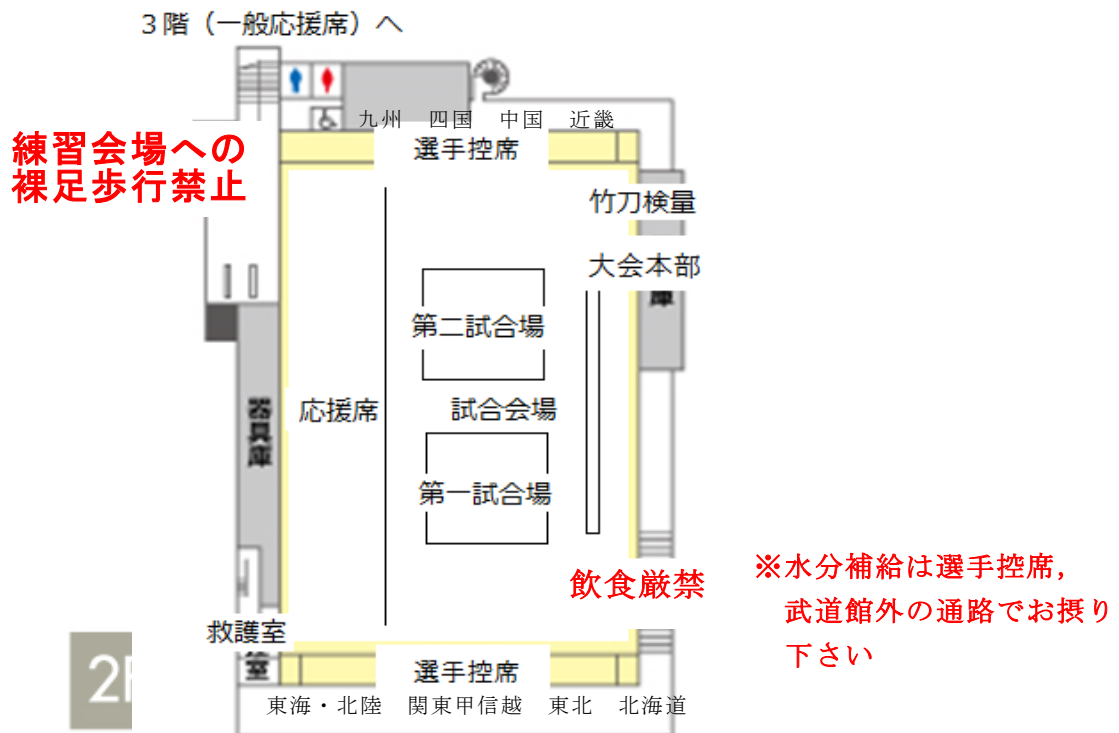 ３階（一般応援席）へ
九州　四国　中国　近畿
選手控席
練習会場への
裸足歩行禁止
竹刀検量
大会本部
庫
第二試合場
応援席
試合会場
器具庫
第一試合場
飲食厳禁
※水分補給は選手控席，
武道館外の通路でお摂り
下さい
救護室
室
選手控席
2F
東海・北陸　関東甲信越　東北　北海道